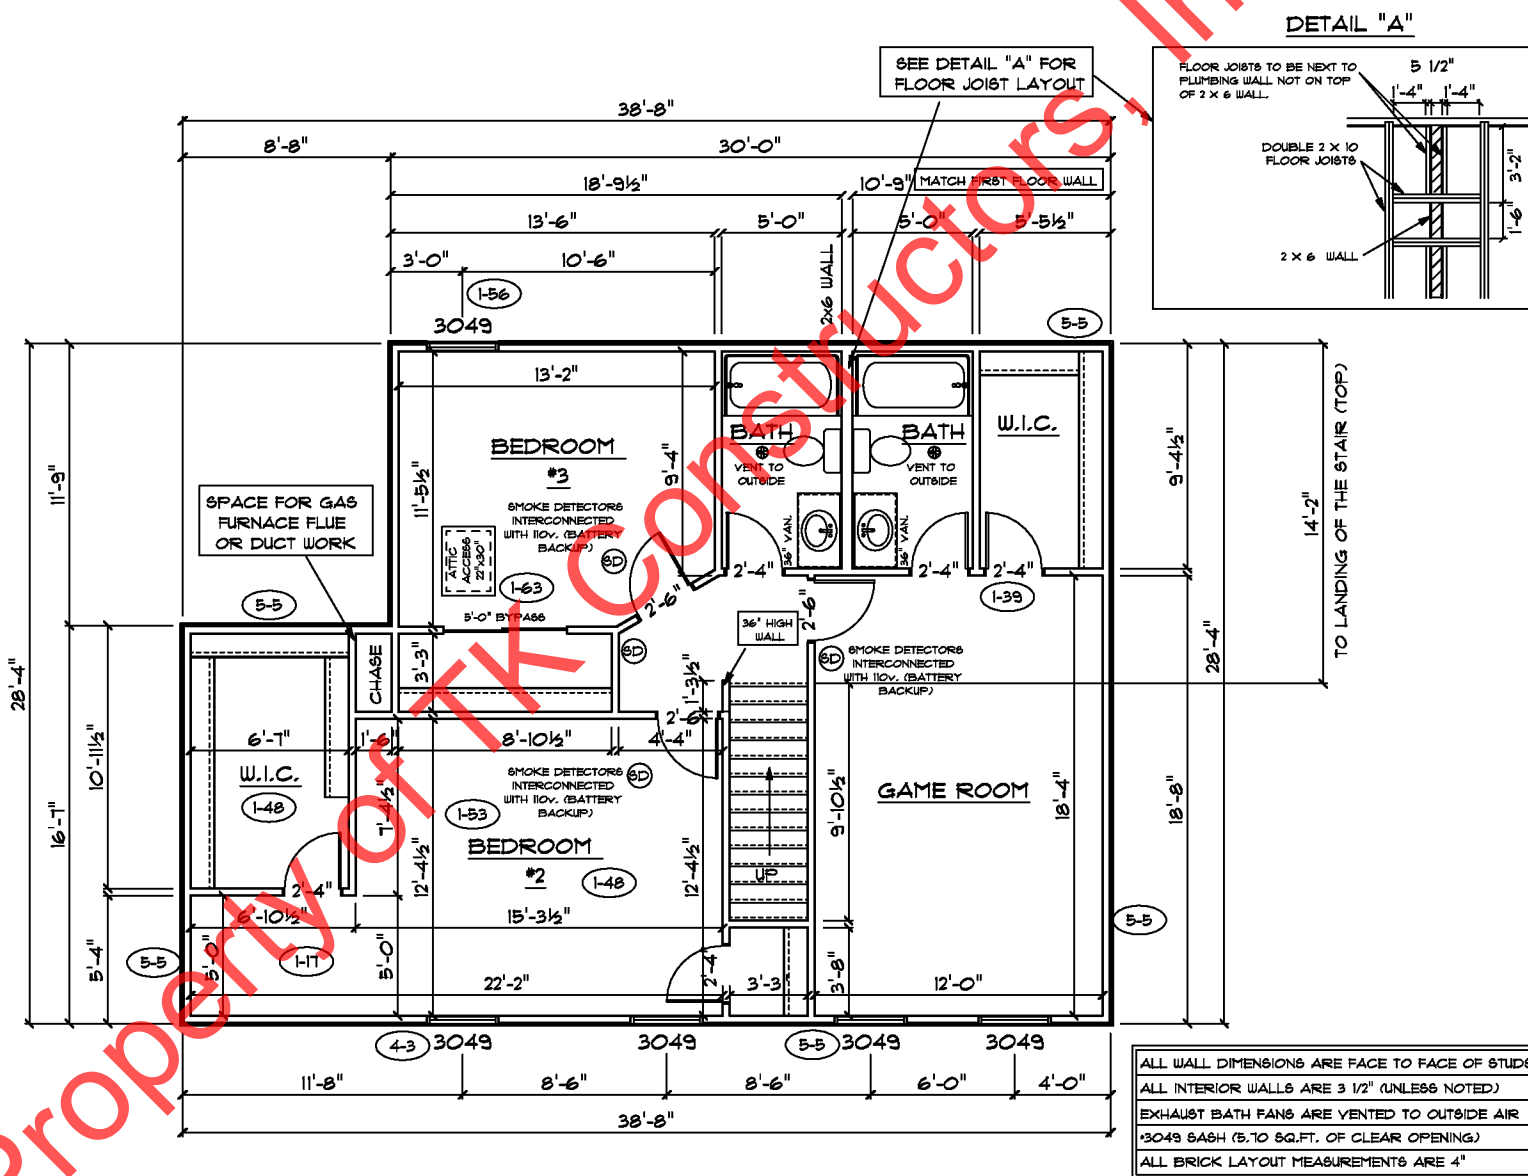 DETAIL "A"
SEE DETAIL "A" FOR
FLOOR JOIST LAYOUT
FLOOR JOISTS TO BE NEXT TO
PLUMBING WALL NOT ON TOP
OF 2 X 6 WALL.
5 1/2"
1'-4"
1'-4"
DOUBLE 2 X 10
FLOOR JOISTS
3'-2"
1'-6"
2 X 6 WALL
38'-8"
8'-8"
30'-0"
18'-9½"
10'-9"
MATCH FIRST FLOOR WALL
13'-6"
5'-0"
5'-0"
5'-5½"
3'-0"
10'-6"
1-56
3049
2x6 WALL
5-5
13'-2"
BEDROOM
#3
11'-5½"
9'-4"
SMOKE DETECTORS
INTERCONNECTED
WITH 110v. (BATTERY
BACKUP)
SD
ATTIC
ACCESS
22"x30"
1-63
5'-0" BYPASS
2'-6"
BATH
VENT TO
OUTSIDE
36" VAN.
2'-4"
BATH
VENT TO
OUTSIDE
36" VAN.
2'-4"
W.I.C.
2'-4"
1-39
9'-4½"
14'-2"
TO LANDING OF THE STAIR (TOP)
28'-4"
11'-9"
SPACE FOR GAS
FURNACE FLUE
OR DUCT WORK
5-5
28'-4"
16'-7"
10'-11½"
5'-4"
CHASE
3'-3"
SD
36" HIGH
WALL
2'-6"
1'-3½"
2'-6"
SD
SMOKE DETECTORS
INTERCONNECTED
WITH 110v. (BATTERY
BACKUP)
6'-7"
1'-6"
8'-10½"
4'-4"
W.I.C.
1-48
7'-4½"
SMOKE DETECTORS
INTERCONNECTED
WITH 110v. (BATTERY
BACKUP)
SD
1-53
BEDROOM
#2
1-48
12'-4½"
12'-4½"
UP
9'-10½"
GAME ROOM
18'-4"
18'-8"
2'-4"
6'-10½"
15'-3½"
5-5
5'-0"
1-17
5'-0"
22'-2"
2'-4"
3'-3"
3'-8"
12'-0"
5-5
4-3
3049
3049
5-5
3049
3049
11'-8"
8'-6"
8'-6"
6'-0"
4'-0"
38'-8"
ALL WALL DIMENSIONS ARE FACE TO FACE OF STUDS
ALL INTERIOR WALLS ARE 3 1/2" (UNLESS NOTED)
EXHAUST BATH FANS ARE VENTED TO OUTSIDE AIR
*3049 SASH (5.70 SQ.FT. OF CLEAR OPENING)
ALL BRICK LAYOUT MEASUREMENTS ARE 4"
Property of TK Constructors, In